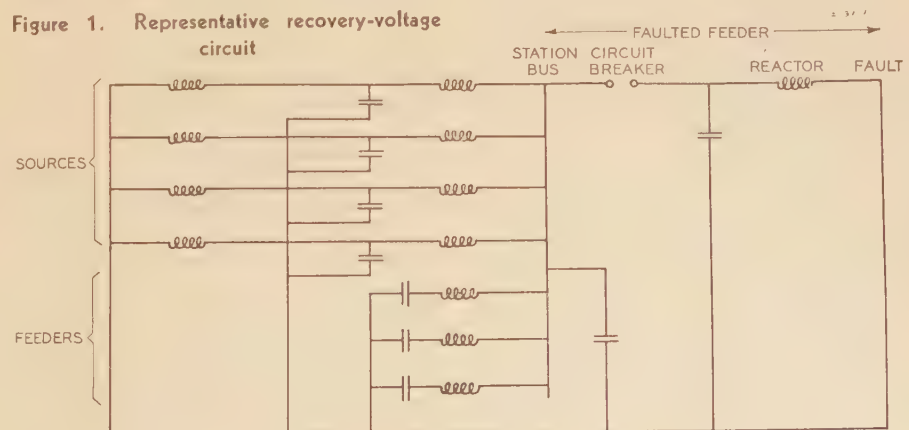 Figure 1. Representative recovery-voltage
circuit
FAULTED FEEDER
STATION BUS
CIRCUIT BREAKER
REACTOR
FAULT
SOURCES
FEEDERS